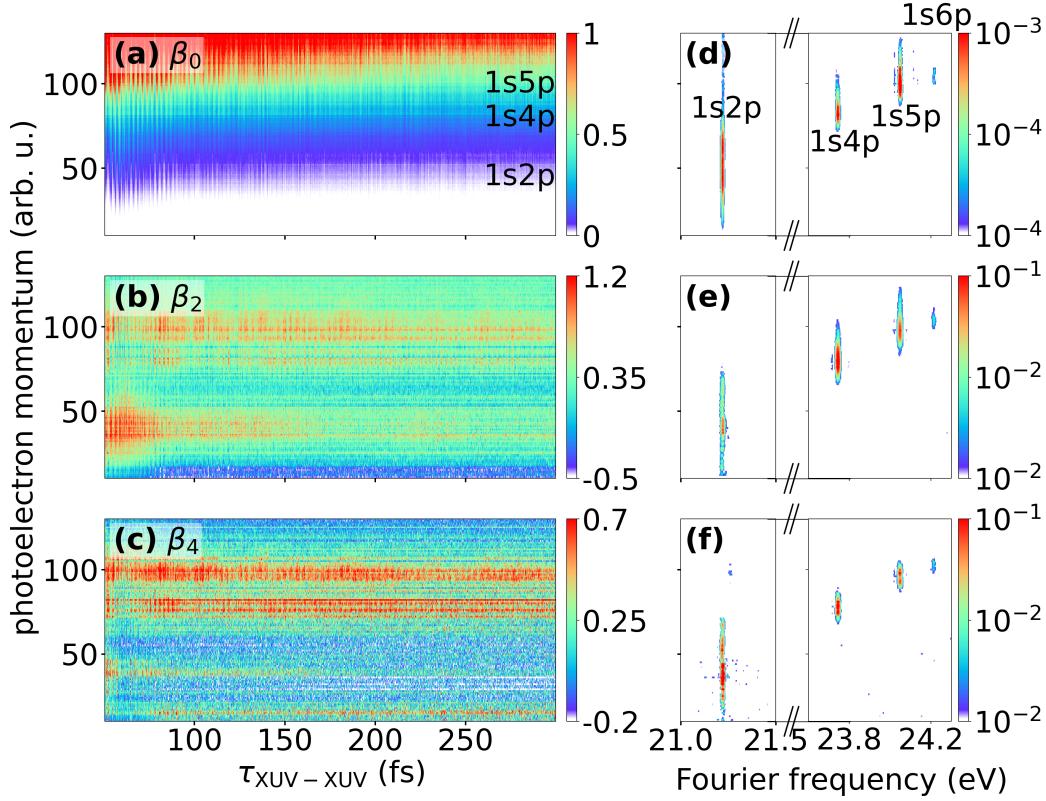 photoelectron momentum (arb. u.)
(a) β0
100
50
1s5p
1s4p
1s2p
1
0.5
0
(d)
1s2p
1s4p
1s5p
1s6p
10−3
10−4
10−4
(b) β2
100
50
1.2
0.35
-0.5
(e)
10−1
10−2
10−2
(c) β4
100
50
100 150 200 250
τXUV − XUV (fs)
0.7
0.25
-0.2
(f)
21.0 21.5 23.8 24.2
Fourier frequency (eV)
10−1
10−2
10−2